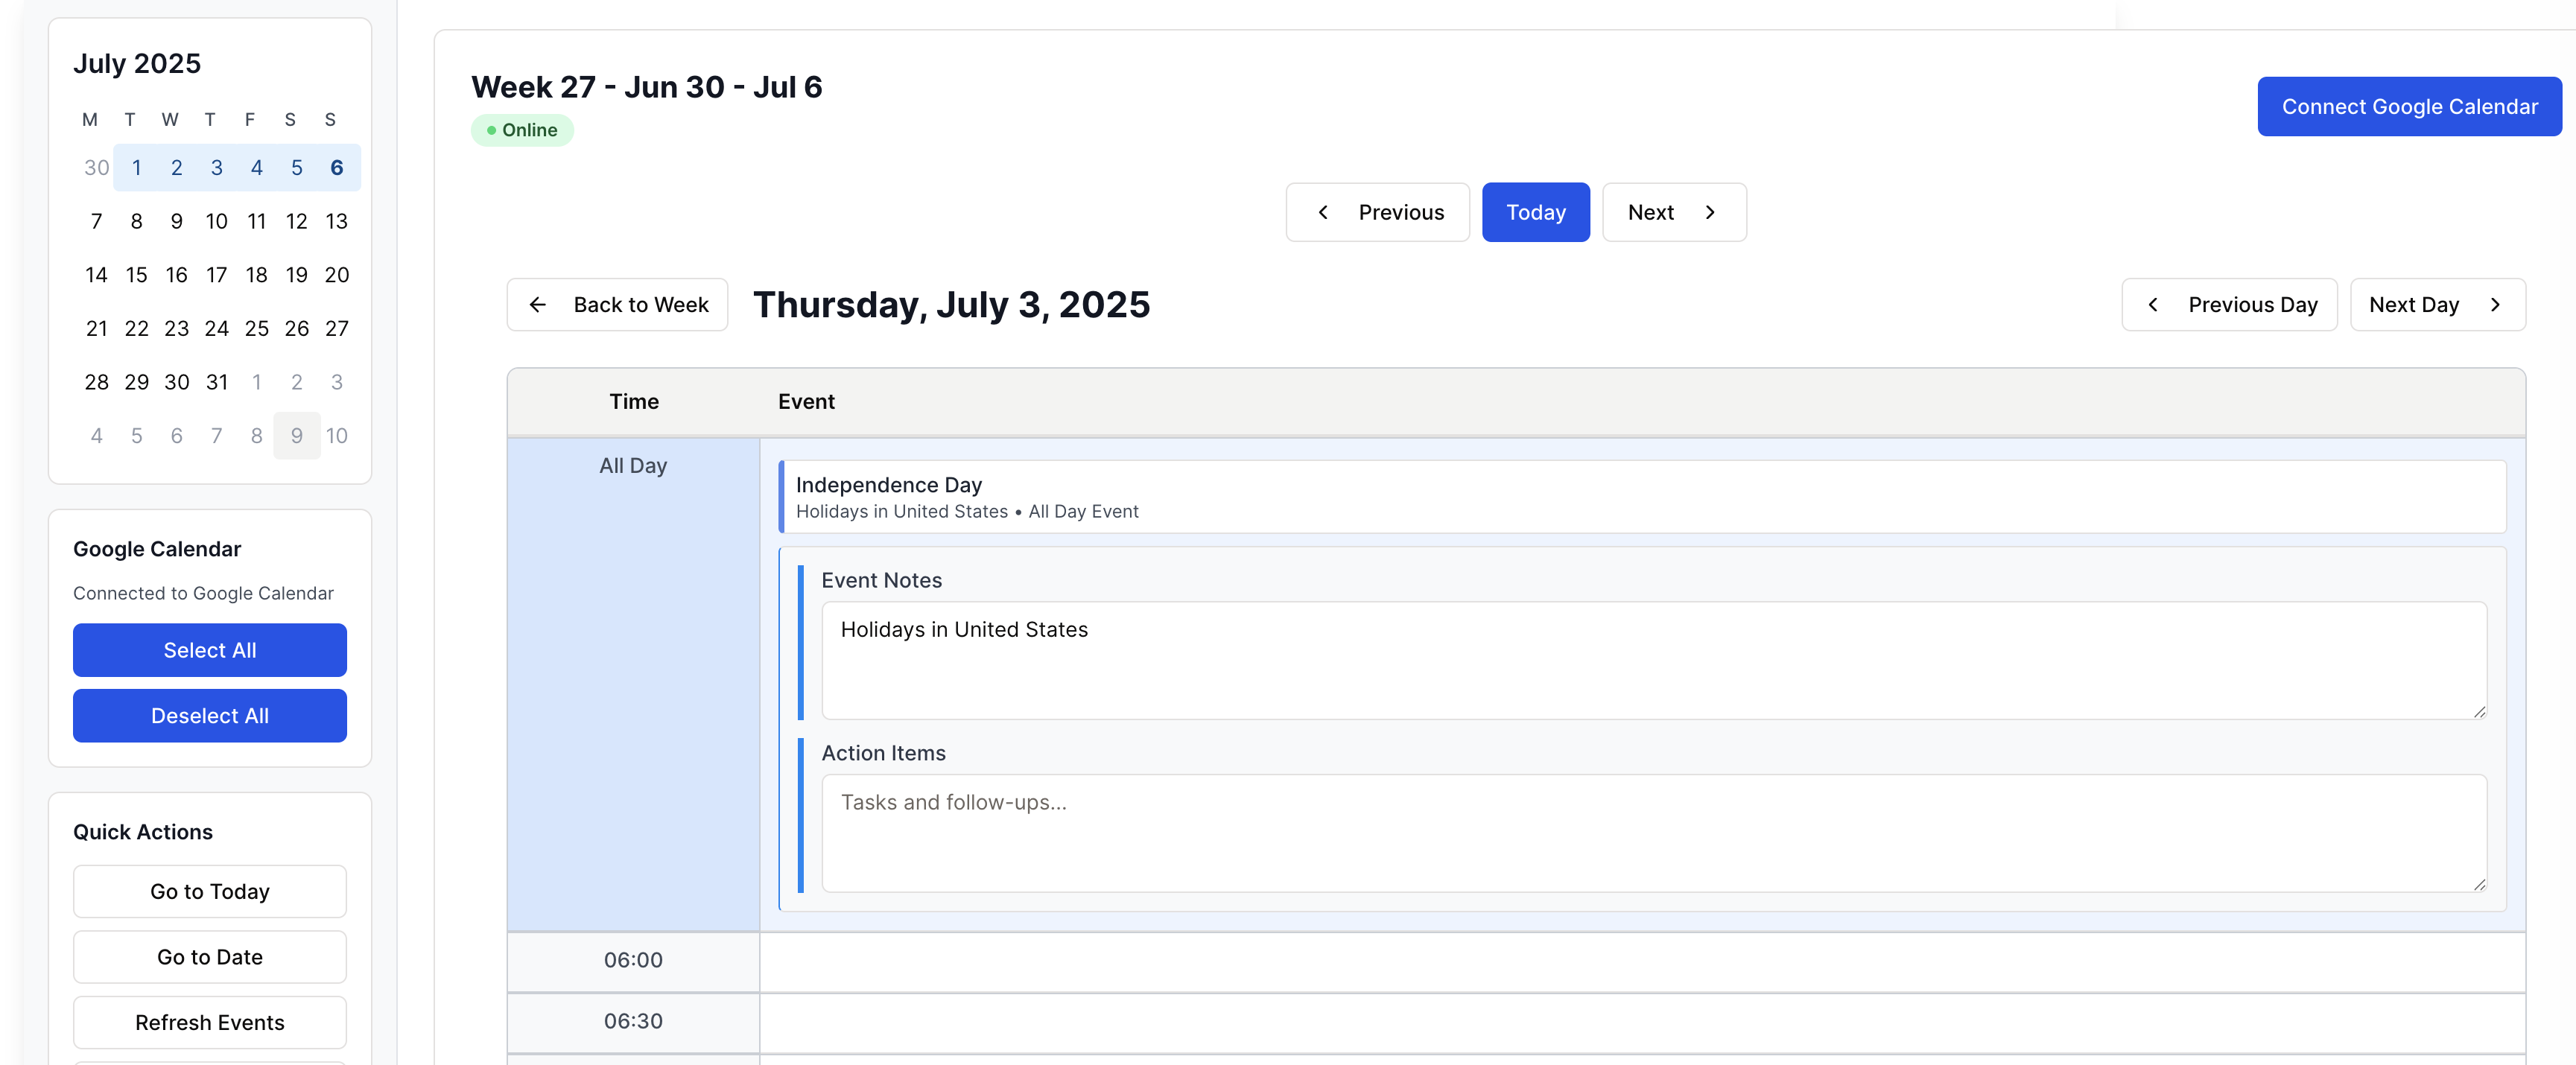 July 2025
M T W T F S S
30 1 2 3 4 5 6
7 8 9 10 11 12 13
14 15 16 17 18 19 20
21 22 23 24 25 26 27
28 29 30 31 1 2 3
4 5 6 7 8 9 10
Google Calendar
Connected to Google Calendar
Select All
Deselect All
Quick Actions
Go to Today
Go to Date
Refresh Events
Week 27 - Jun 30 - Jul 6
Online
Connect Google Calendar
Previous
Today
Next
Back to Week
Thursday, July 3, 2025
Previous Day
Next Day
Time Event
All Day
Independence Day
Holidays in United States • All Day Event
Event Notes
Holidays in United States
Action Items
Tasks and follow-ups...
06:00
06:30